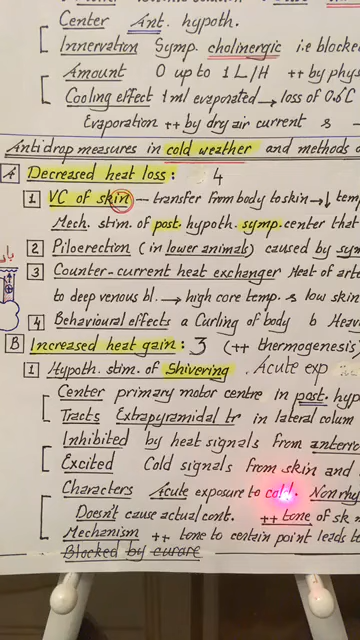 Center Ant. hypoth.
Innervation Symp. cholinergic i.e blocked
Amount 0 up to 1 L/H ++ by phys
Cooling effect 1ml evaporated → loss of 0.6C
Evaporation ++ by dry air current &
Antidrop measures in cold weather and methods o
A Decreased heat loss: 4
1 VC of skin — transfer from body to skin → ↓ temp
Mech. stim. of post. hypoth. symp. center that
2 Piloerection (in lower animals) caused by sym
3 Counter-current heat exchanger Heat of arte
to deep venous bl. → high core temp. & low skin
4 Behavioural effects a Curling of body b Heav
B Increased heat gain: 3 (++ thermogenesis
1 Hypoth. stim. of Shivering. Acute exp
Center primary motor centre in post. hyp
Tracts Extrapyramidal tr in lateral colum
Inhibited by heat signals from anterro
Excited Cold signals from skin and
Characters Acute exposure to cold. Non rhy
Doesn't cause actual cont. ++ tone of sk
Mechanism ++ tone to certain point leads to
Blocked by curare